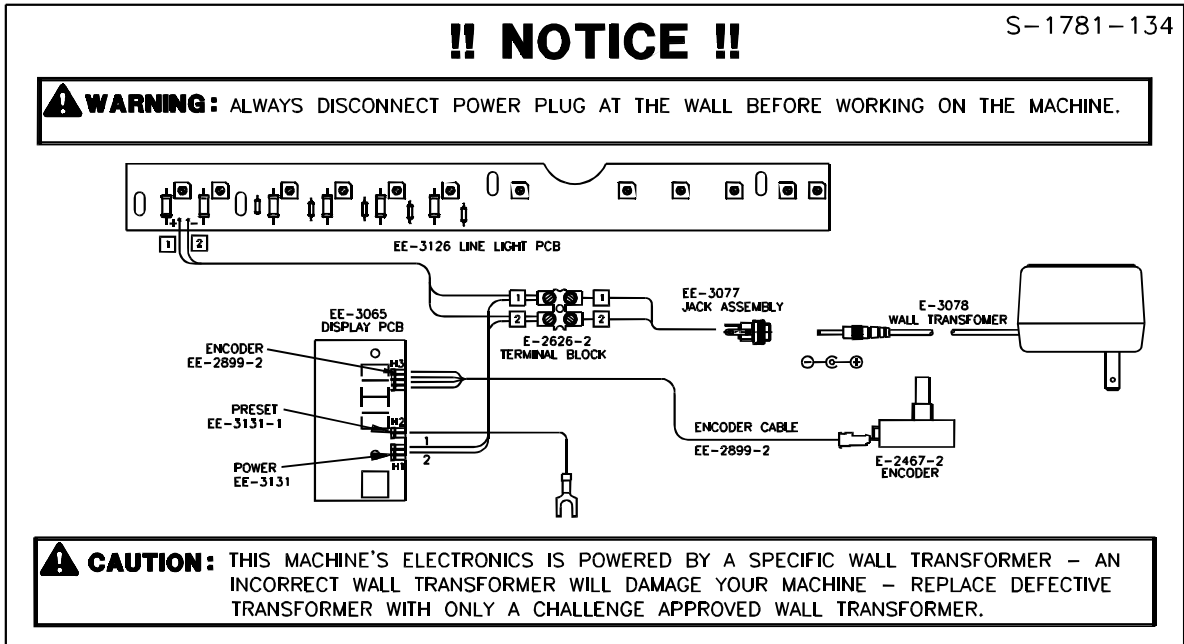 S-1781-134
!! NOTICE !!
WARNING: ALWAYS DISCONNECT POWER PLUG AT THE WALL BEFORE WORKING ON THE MACHINE.
+ -
1 2
EE-3126 LINE LIGHT PCB
EE-3065
DISPLAY PCB
ENCODER
EE-2899-2
PRESET
EE-3131-1
POWER
EE-3131
H3
H2
H1
1
2
1 1
2 2
E-2626-2
TERMINAL BLOCK
EE-3077
JACK ASSEMBLY
E-3078
WALL TRANSFOMER
- C +
ENCODER CABLE
EE-2899-2
E-2467-2
ENCODER
CAUTION: THIS MACHINE'S ELECTRONICS IS POWERED BY A SPECIFIC WALL TRANSFORMER - AN
INCORRECT WALL TRANSFORMER WILL DAMAGE YOUR MACHINE - REPLACE DEFECTIVE
TRANSFORMER WITH ONLY A CHALLENGE APPROVED WALL TRANSFORMER.